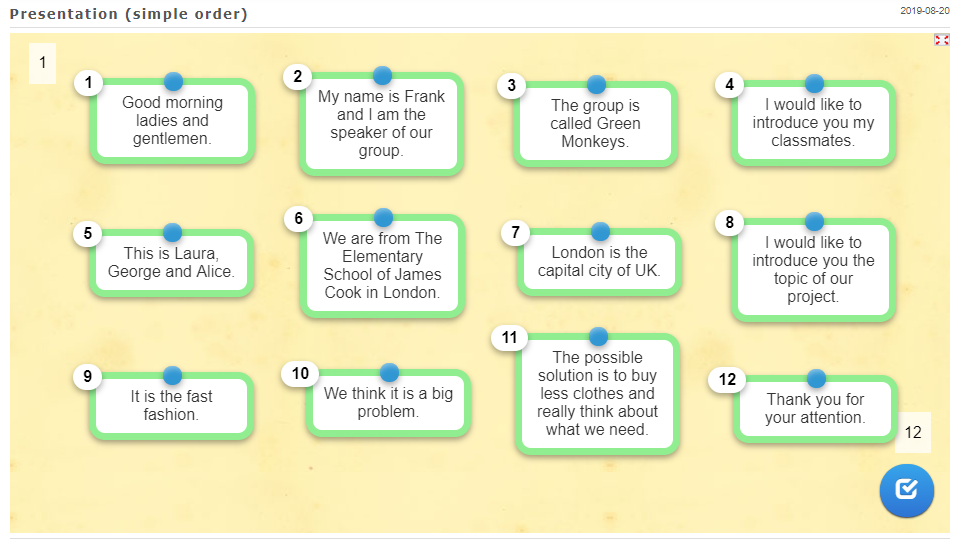 Presentation (simple order)
2019-08-20
1
1
Good morning
ladies and
gentlemen.
2
My name is Frank
and I am the
speaker of our
group.
3
The group is
called Green
Monkeys.
4
I would like to
introduce you my
classmates.
5
This is Laura,
George and Alice.
6
We are from The
Elementary
School of James
Cook in London.
7
London is the
capital city of UK.
8
I would like to
introduce you the
topic of our
project.
9
It is the fast
fashion.
10
We think it is a big
problem.
11
The possible
solution is to buy
less clothes and
really think about
what we need.
12
Thank you for
your attention.
12